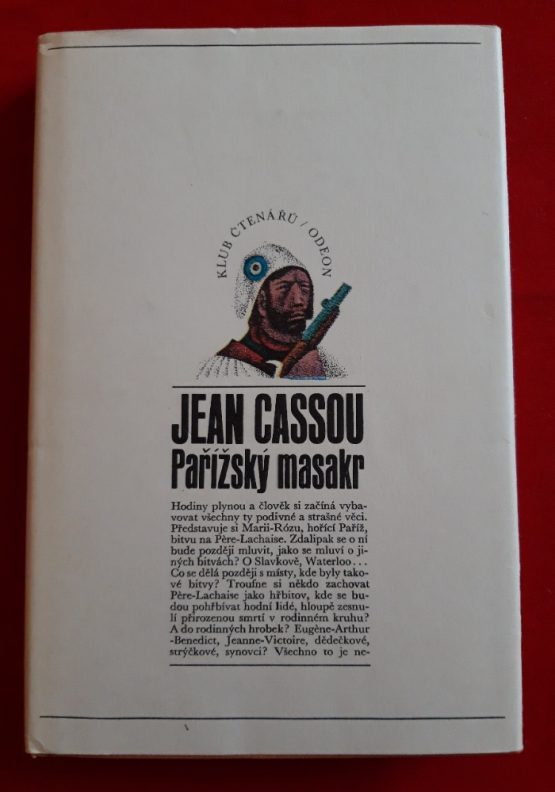 KLUB ČTENÁŘŮ / ODEON
JEAN CASSOU
Pařížský masakr
Hodiny plynou a člověk si začíná vyba-
vovat všechny ty podivné a strašné věci.
Představuje si Marii-Rózu, hořící Paříž,
bitvu na Père-Lachaise. Zdalipak se o ní
bude později mluvit, jako se mluví o ji-
ných bitvách? O Slavkově, Waterloo...
Co se dělá později s místy, kde byly tako-
vé bitvy? Troufne si někdo zachovat
Père-Lachaise jako hřbitov, kde se bu-
dou pohřbívat hodní lidé, hloupě zesnu-
lí přirozenou smrtí v rodinném kruhu?
A do rodinných hrobek? Eugène-Arthur
-Benedict, Jeanne-Victoire, dědečkové,
strýčkové, synovci? Všechno to je ne-